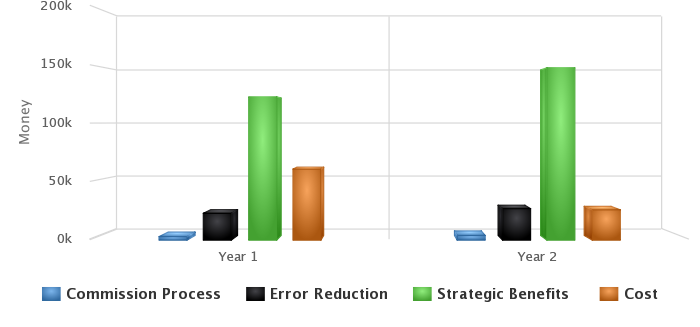 200k
150k
100k
50k
0k
Money
Year 1 Year 2
Commission Process Error Reduction Strategic Benefits Cost